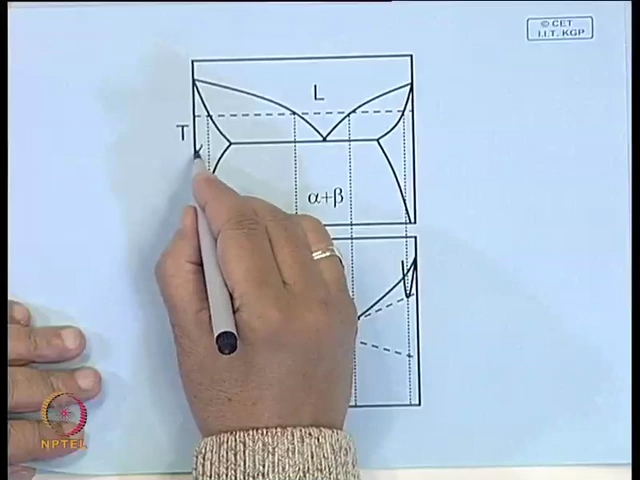 © CET
I.I.T. KGP
L
T
α+β
NPTEL